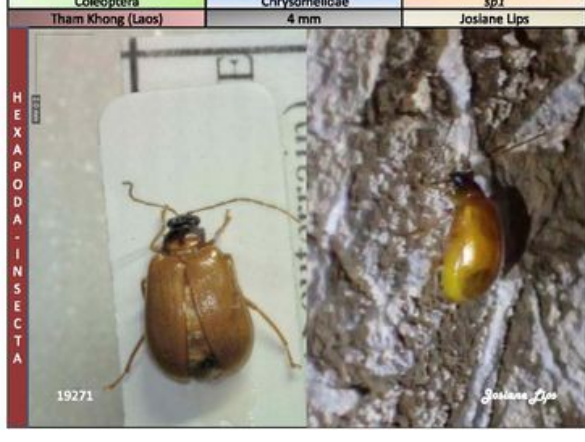 Coleoptera
Chrysomelidae
sp1
Tham Khong (Laos)
4 mm
Josiane Lips
HEXAPODA-INSECTA
19271
Josiane Lips